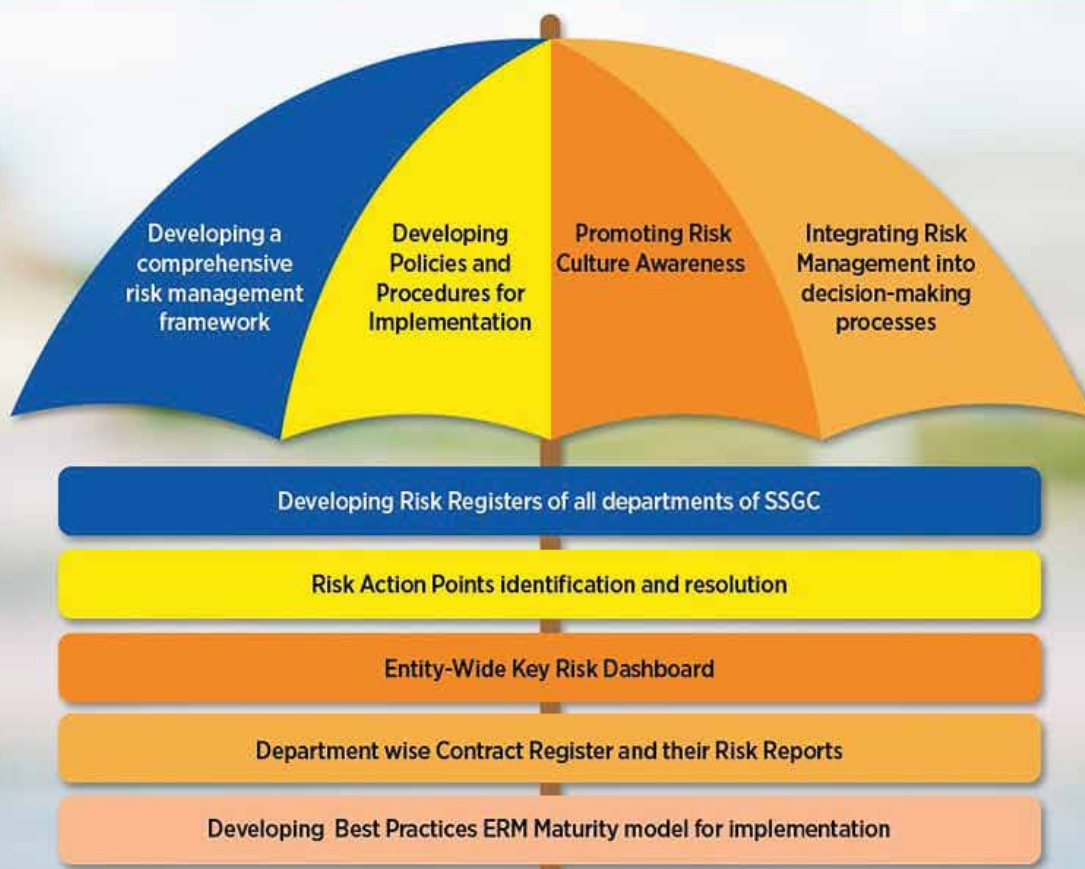 Developing a
comprehensive
risk management
framework
Developing
Policies and
Procedures for
Implementation
Promoting Risk
Culture Awareness
Integrating Risk
Management into
decision-making
processes
Developing Risk Registers of all departments of SSGC
Risk Action Points identification and resolution
Entity-Wide Key Risk Dashboard
Department wise Contract Register and their Risk Reports
Developing Best Practices ERM Maturity model for implementation